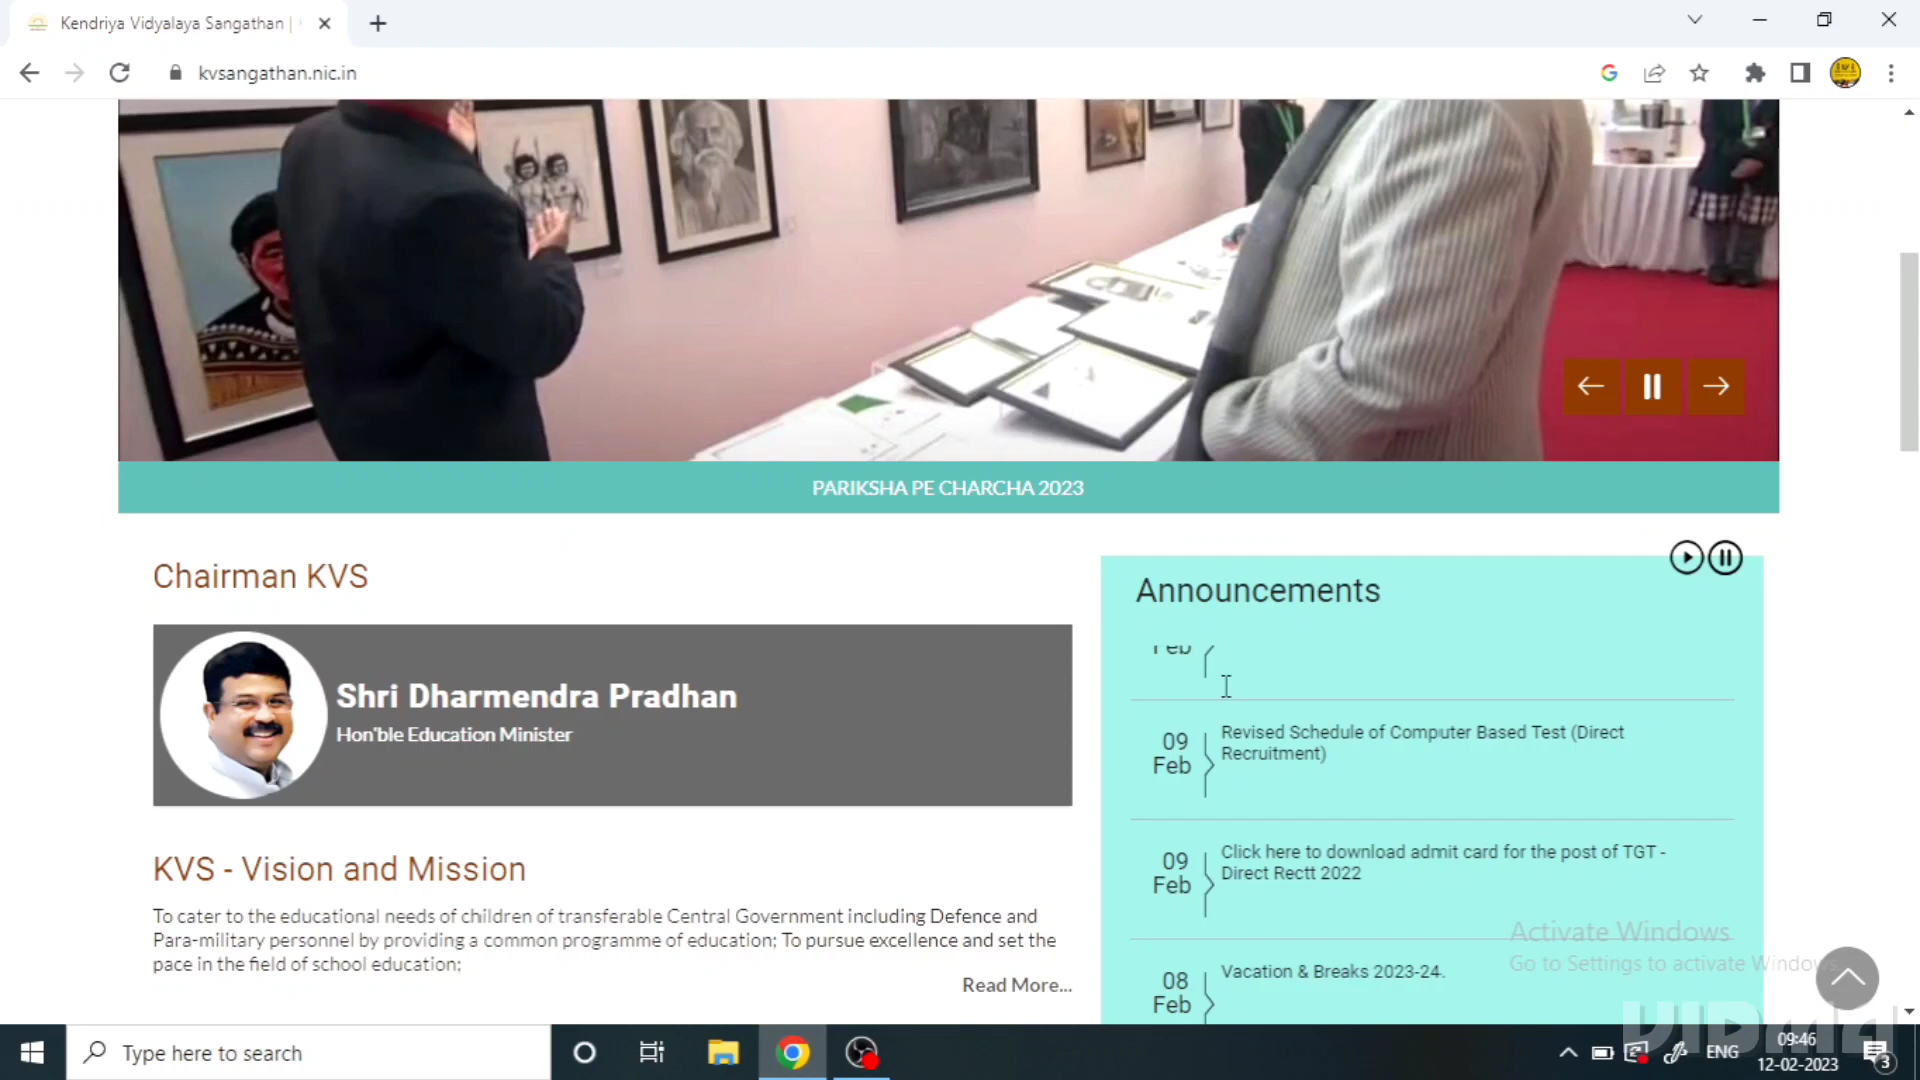 Kendriya Vidyalaya Sangathan |
kvsangathan.nic.in
PARIKSHA PE CHARCHA 2023
Chairman KVS
Shri Dharmendra Pradhan
Hon'ble Education Minister
KVS - Vision and Mission
To cater to the educational needs of children of transferable Central Government including Defence and
Para-military personnel by providing a common programme of education; To pursue excellence and set the
pace in the field of school education;
Read More...
Announcements
Feb
09
Feb
Revised Schedule of Computer Based Test (Direct
Recruitment)
09
Feb
Click here to download admit card for the post of TGT -
Direct Rectt 2022
08
Feb
Vacation & Breaks 2023-24.
Activate Windows
Go to Settings to activate Windows.
Type here to search
ENG
09:46
12-02-2023
3